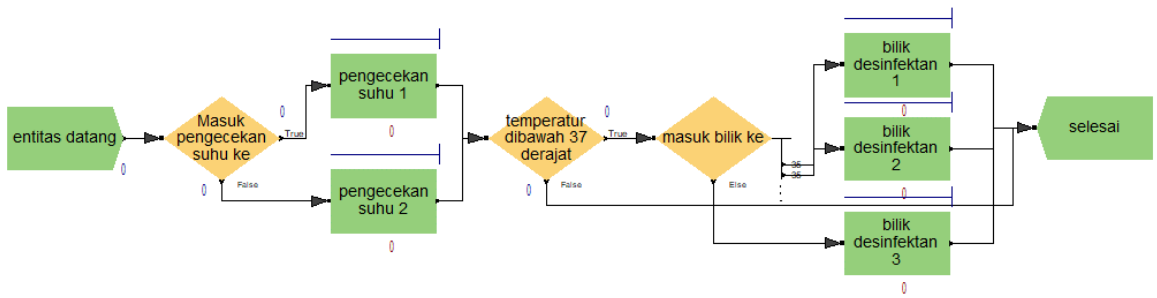 entitas datang
0
Masuk
pengecekan
suhu ke
True
0
False
0
pengecekan
suhu 1
0
pengecekan
suhu 2
0
temperatur
dibawah 37
derajat
True
0
False
0
masuk bilik ke
35
35
Else
bilik
desinfektan
1
0
bilik
desinfektan
2
0
bilik
desinfektan
3
0
selesai